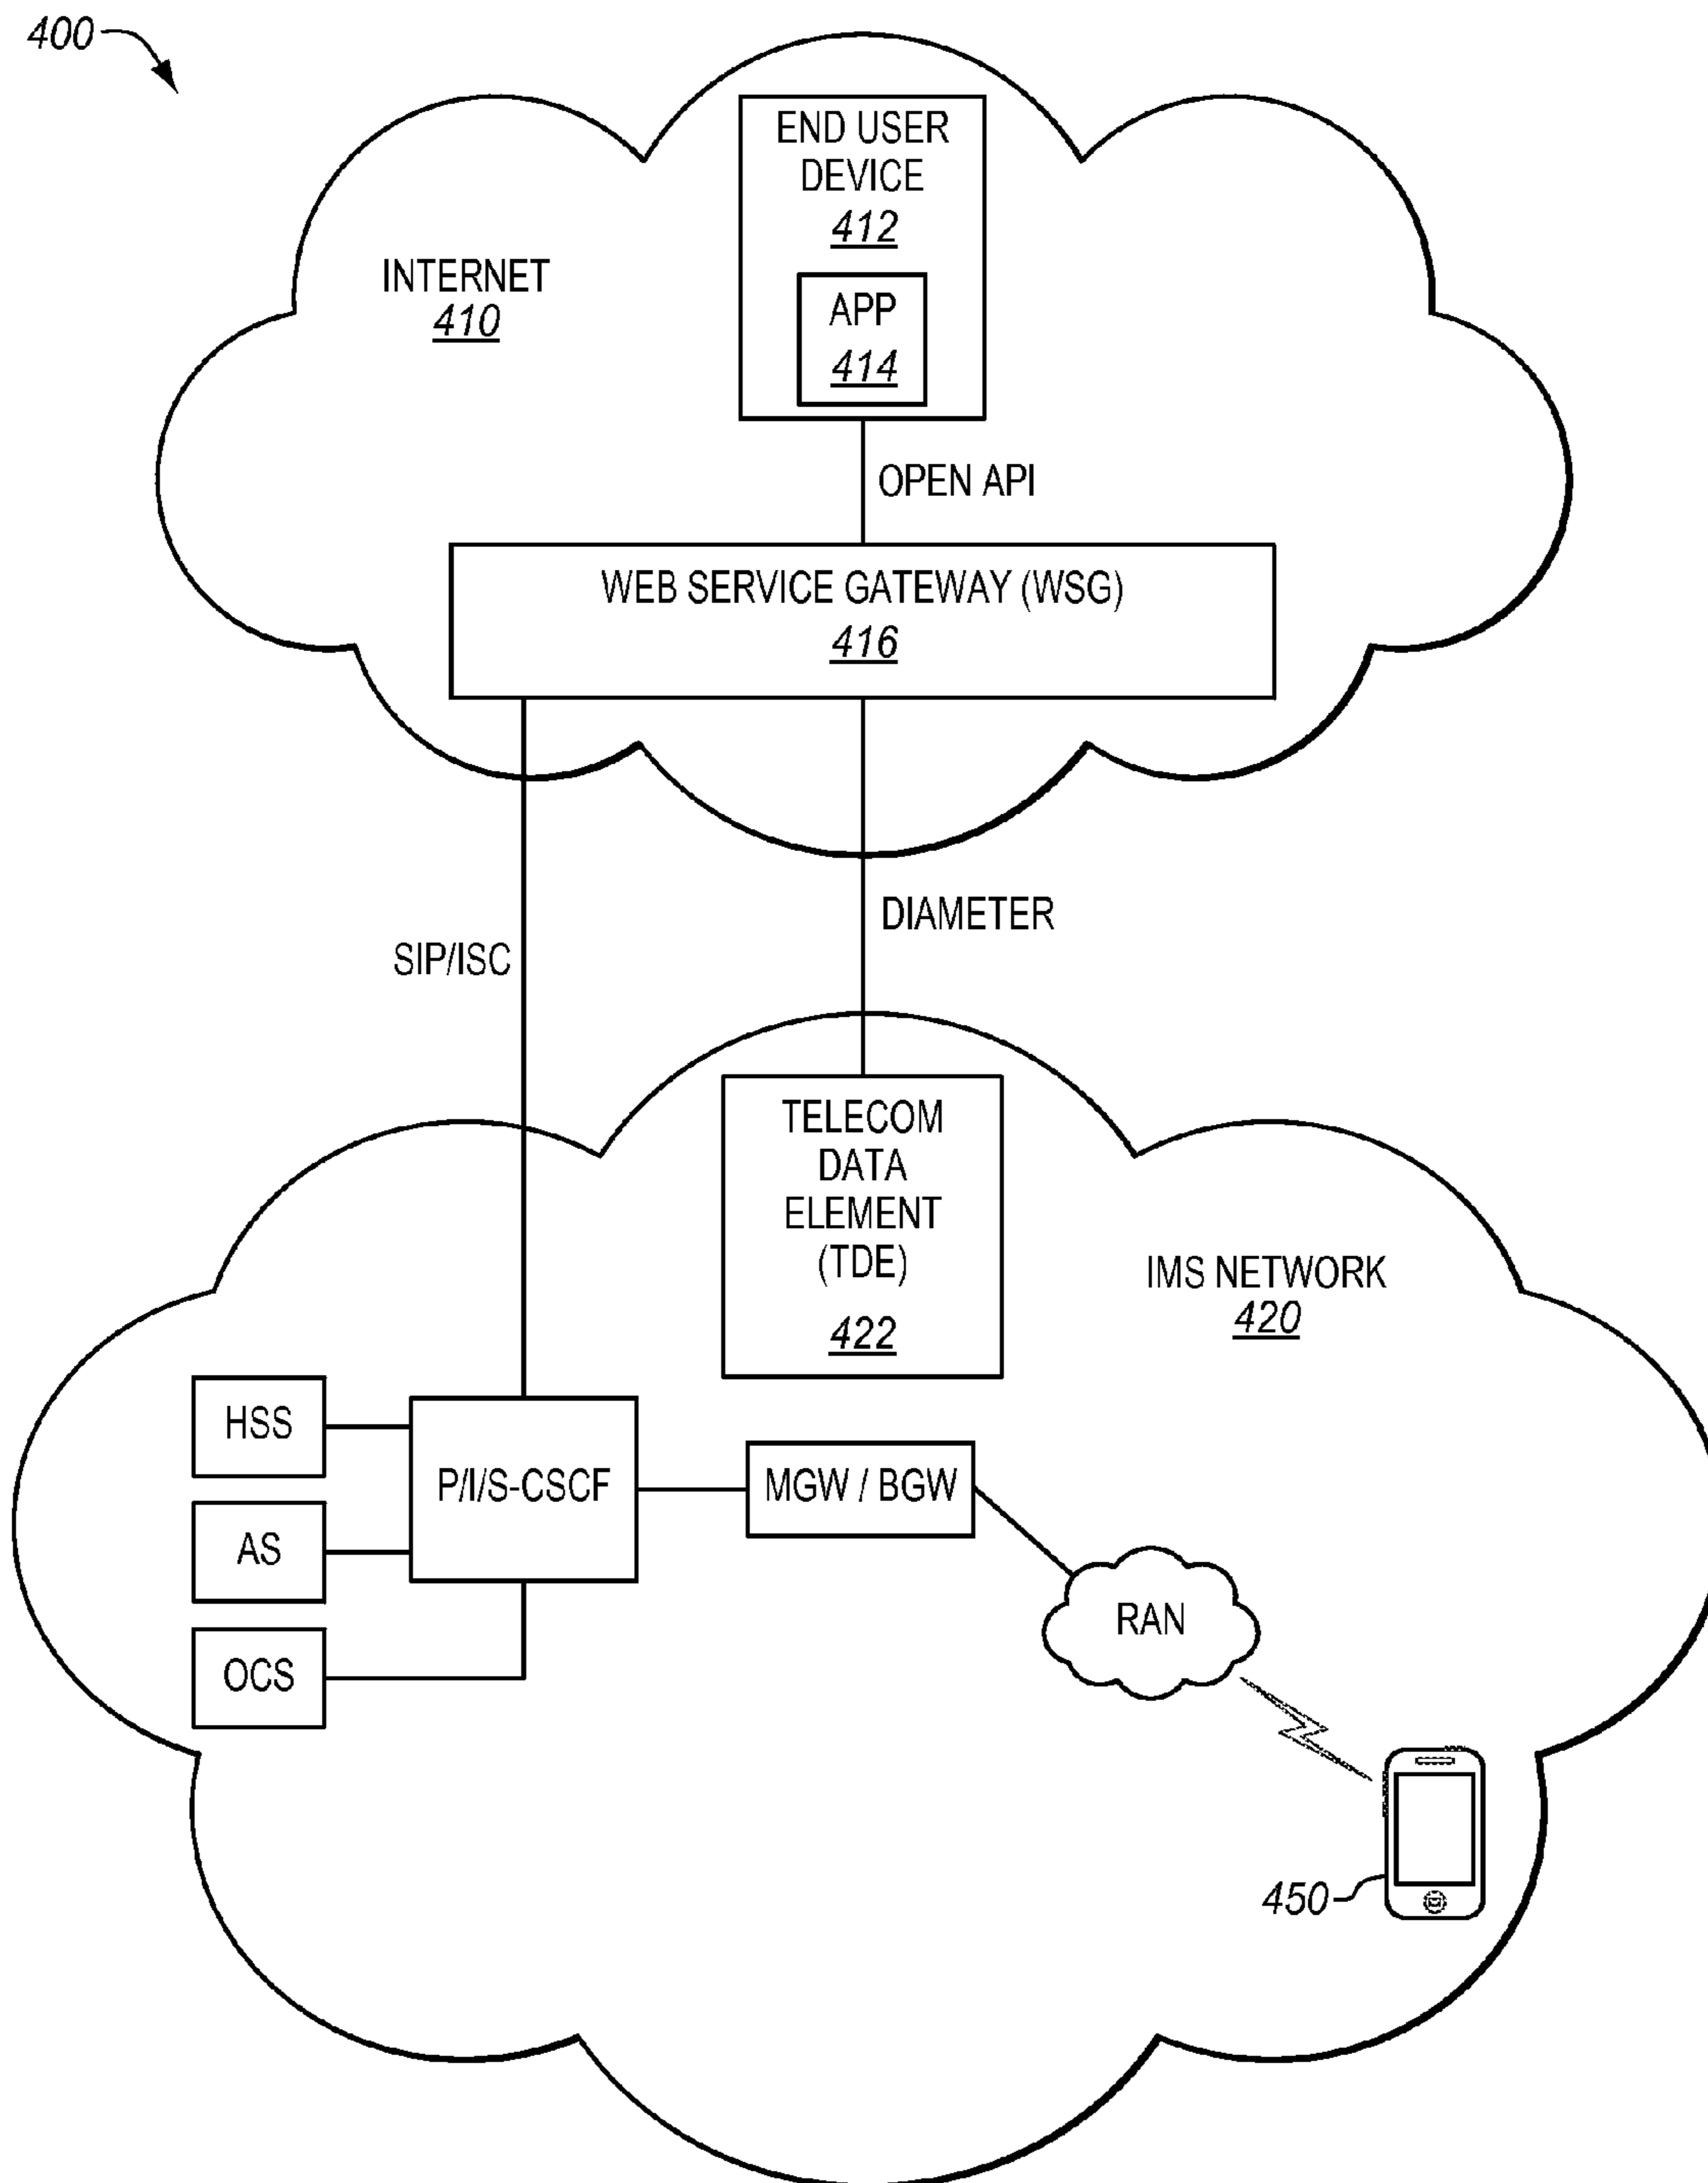 400
END USER
DEVICE
412
INTERNET
410
APP
414
OPEN API
WEB SERVICE GATEWAY (WSG)
416
DIAMETER
SIP/ISC
TELECOM
DATA
ELEMENT
(TDE)
422
IMS NETWORK
420
HSS
P/I/S-CSCF
MGW / BGW
AS
RAN
OCS
450